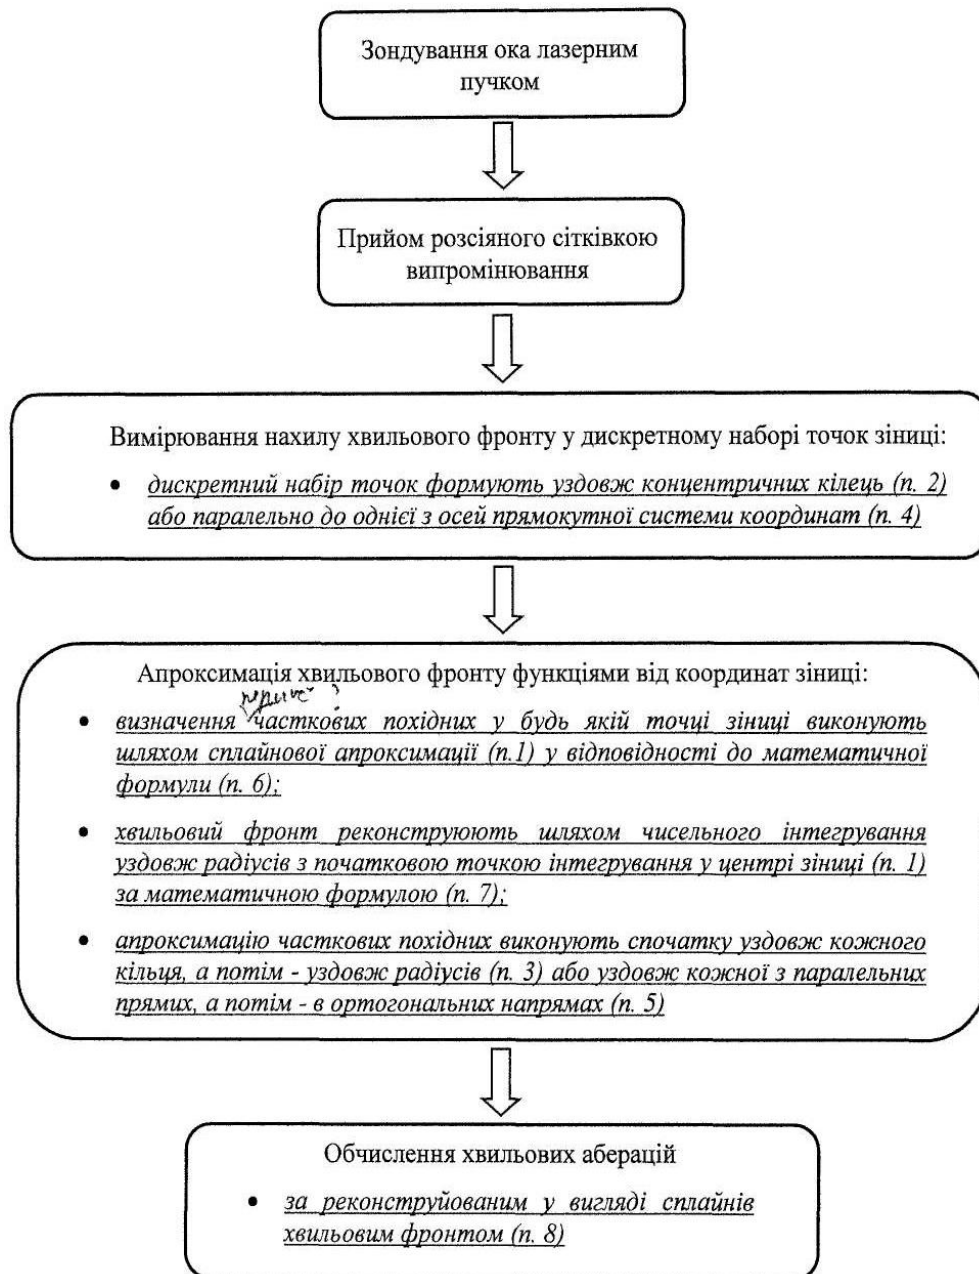 Зондування ока лазерним
пучком
Прийом розсіяного сітківкою
випромінювання
Вимірювання нахилу хвильового фронту у дискретному наборі точок зіниці:
• дискретний набір точок формують уздовж концентричних кілець (п. 2)
або паралельно до однієї з осей прямокутної системи координат (п. 4)
Апроксимація хвильового фронту функціями від координат зіниці:
• визначення часткових похідних у будь якій точці зіниці виконують
шляхом сплайнової апроксимації (п.1) у відповідності до математичної
формули (п. 6);
• хвильовий фронт реконструюють шляхом чисельного інтегрування
уздовж радіусів з початковою точкою інтегрування у центрі зіниці (п. 1)
за математичною формулою (п. 7);
• апроксимацію часткових похідних виконують спочатку уздовж кожного
кільця, а потім - уздовж радіусів (п. 3) або уздовж кожної з паралельних
прямих, а потім - в ортогональних напрямах (п. 5)
Обчислення хвильових аберацій
• за реконструйованим у вигляді сплайнів
хвильовим фронтом (п. 8)